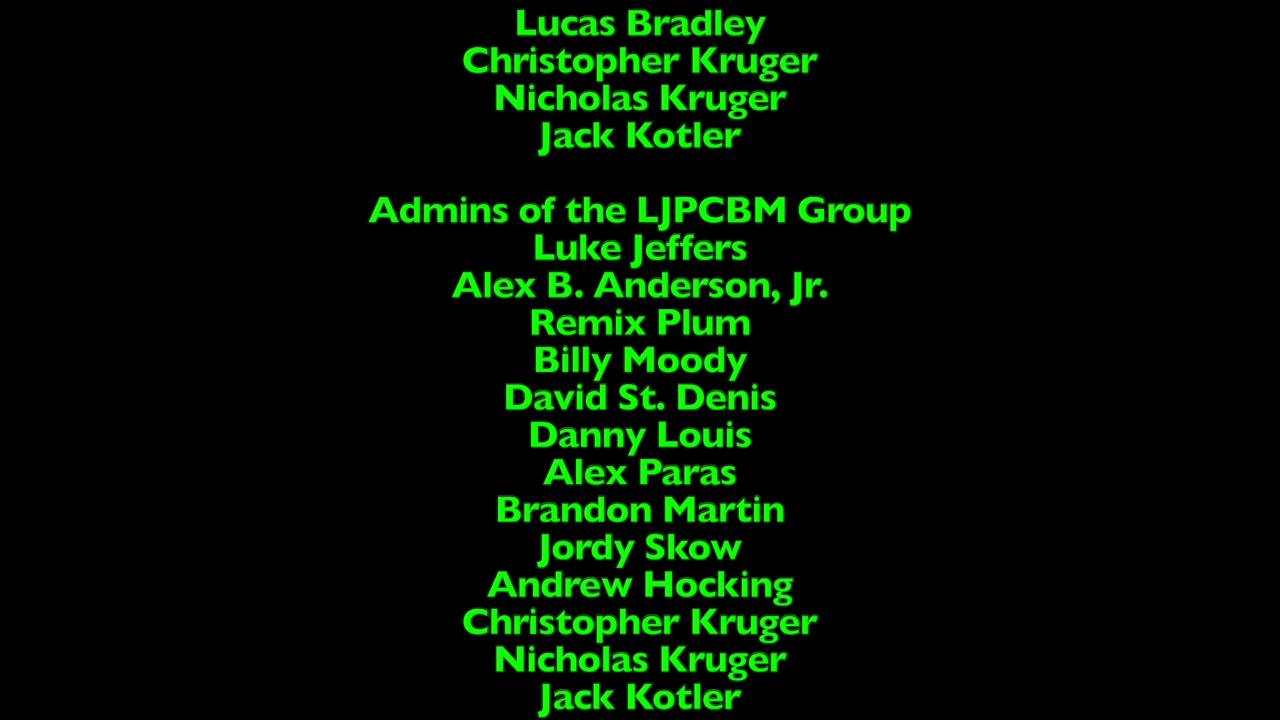 Lucas Bradley
Christopher Kruger
Nicholas Kruger
Jack Kotler
Admins of the LJPCBM Group
Luke Jeffers
Alex B. Anderson, Jr.
Remix Plum
Billy Moody
David St. Denis
Danny Louis
Alex Paras
Brandon Martin
Jordy Skow
Andrew Hocking
Christopher Kruger
Nicholas Kruger
Jack Kotler